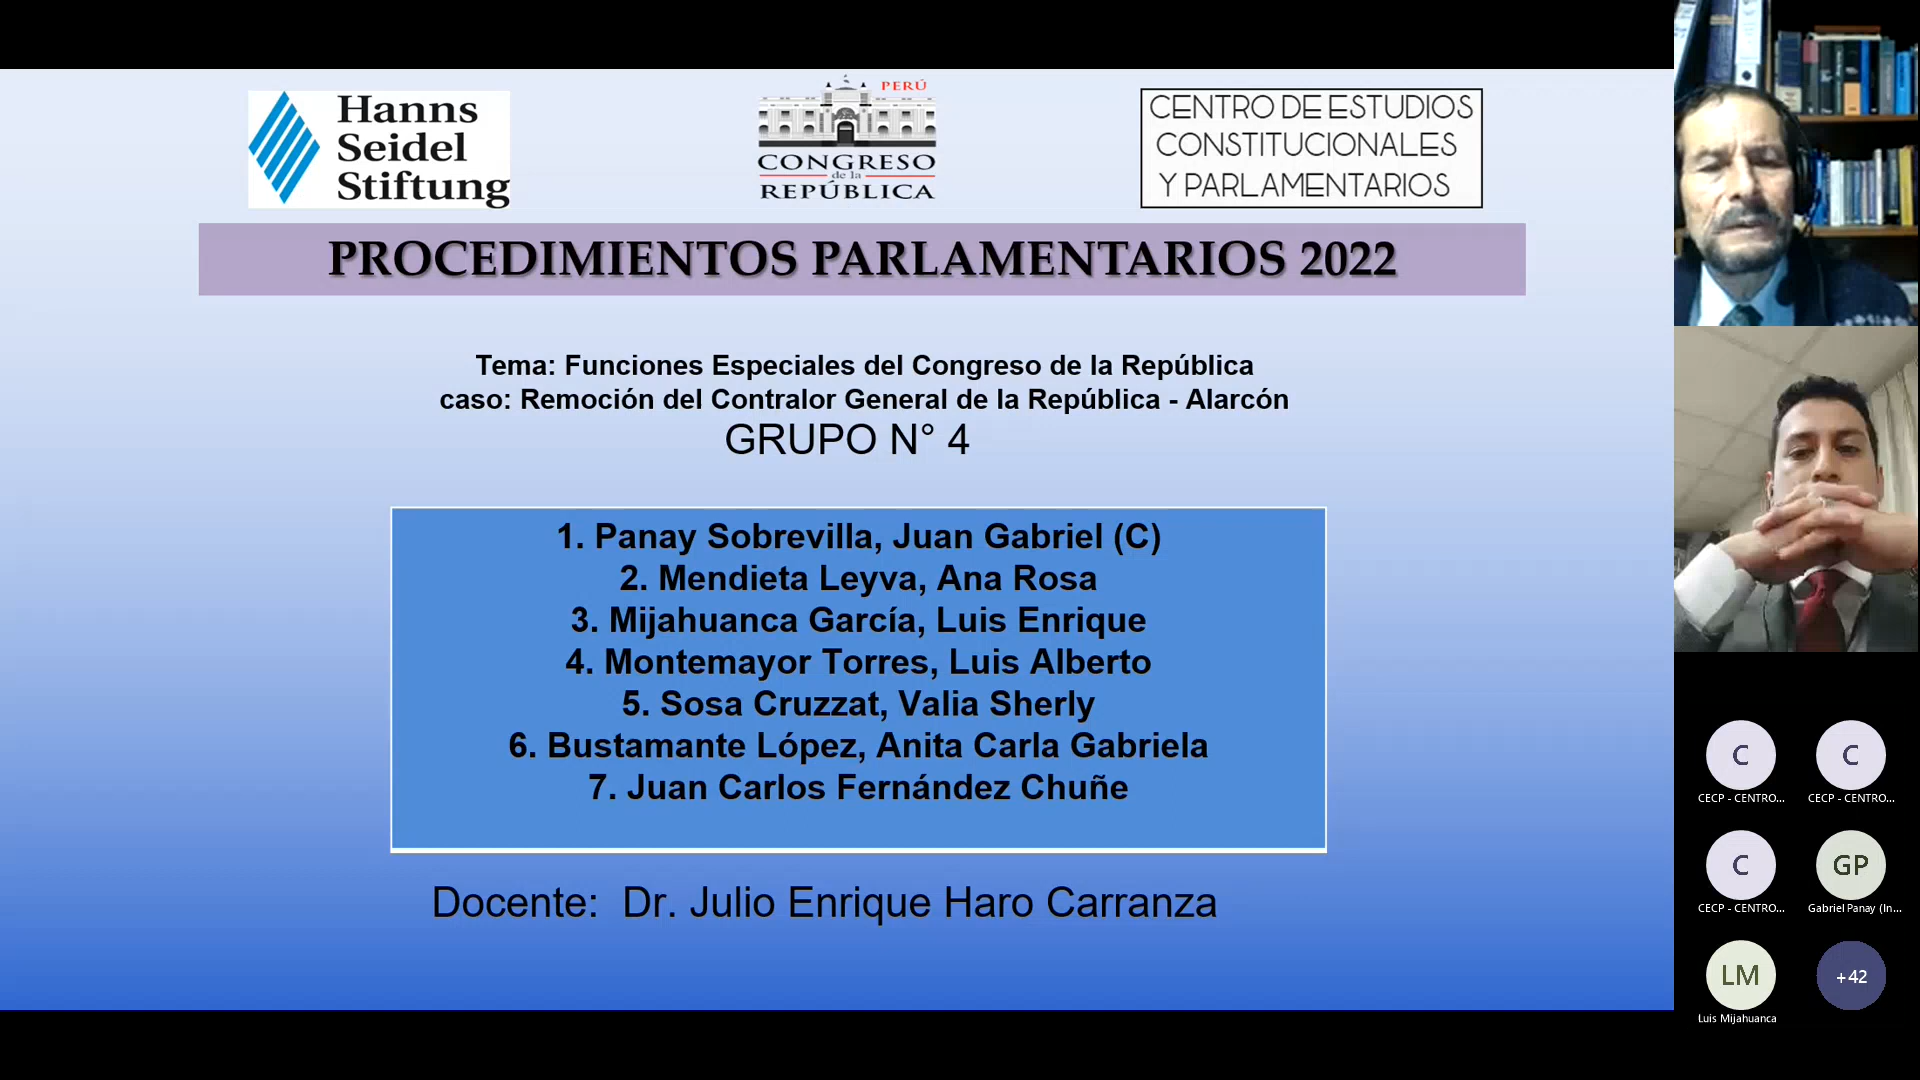 Hanns
Seidel
Stiftung
PERÚ
CONGRESO
de la
REPÚBLICA
CENTRO DE ESTUDIOS
CONSTITUCIONALES
Y PARLAMENTARIOS
PROCEDIMIENTOS PARLAMENTARIOS 2022
Tema: Funciones Especiales del Congreso de la República
caso: Remoción del Contralor General de la República - Alarcón
GRUPO N° 4
1. Panay Sobrevilla, Juan Gabriel (C)
2. Mendieta Leyva, Ana Rosa
3. Mijahuanca García, Luis Enrique
4. Montemayor Torres, Luis Alberto
5. Sosa Cruzzat, Valia Sherly
6. Bustamante López, Anita Carla Gabriela
7. Juan Carlos Fernández Chuñe
Docente: Dr. Julio Enrique Haro Carranza
C
CECP - CENTRO...
C
CECP - CENTRO...
C
CECP - CENTRO...
GP
Gabriel Panay (In...
LM
Luis Mijahuanca
+42